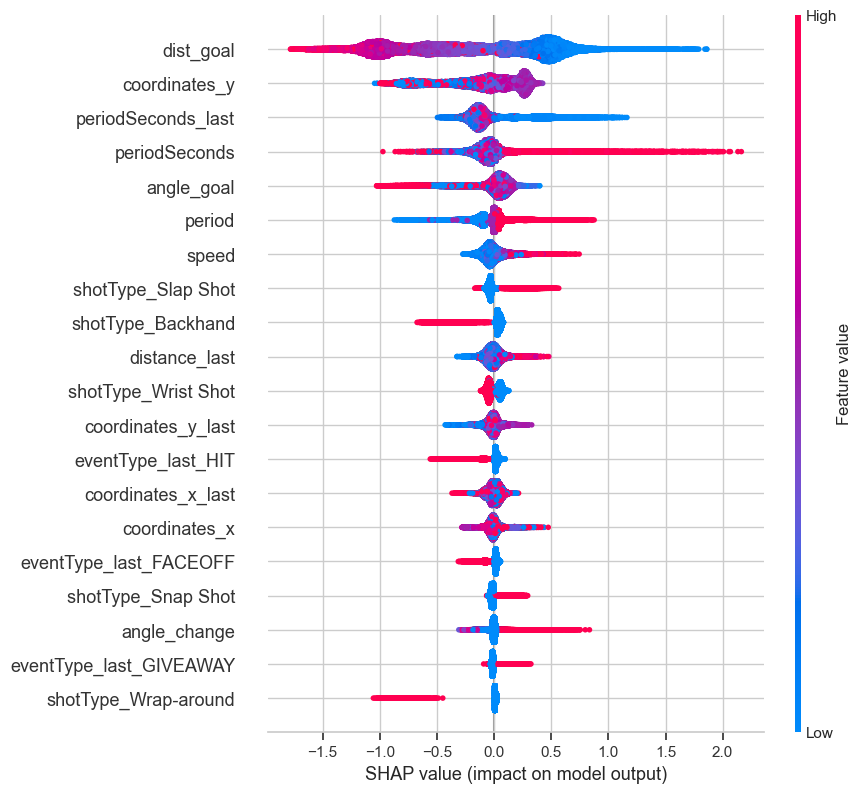 High
dist_goal
coordinates_y
periodSeconds_last
periodSeconds
angle_goal
period
speed
shotType_Slap Shot
shotType_Backhand
distance_last
shotType_Wrist Shot
coordinates_y_last
eventType_last_HIT
coordinates_x_last
coordinates_x
eventType_last_FACEOFF
shotType_Snap Shot
angle_change
eventType_last_GIVEAWAY
shotType_Wrap-around
Feature value
Low
−1.5 −1.0 −0.5 0.0 0.5 1.0 1.5 2.0
SHAP value (impact on model output)